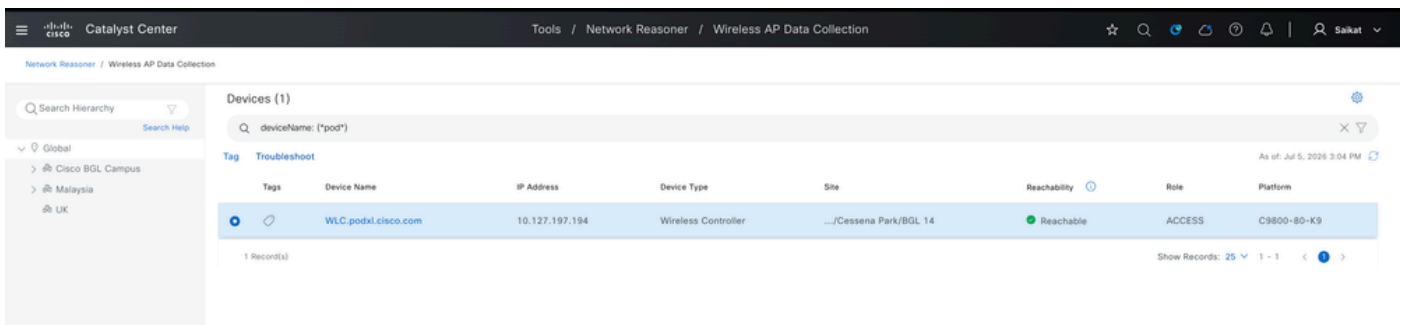 cisco Catalyst Center Tools / Network Reasoner / Wireless AP Data Collection Saikat
Network Reasoner / Wireless AP Data Collection
Search Hierarchy
Search Help
Global
Cisco BGL Campus
Malaysia
UK
Devices (1)
deviceName: (*pod*)
Tag Troubleshoot As of: Jul 5, 2026 3:04 PM
Tags Device Name IP Address Device Type Site Reachability Role Platform
WLC.podxl.cisco.com 10.127.197.194 Wireless Controller .../Cessena Park/BGL 14 Reachable ACCESS C9800-80-K9
1 Record(s) Show Records: 25 1 - 1 1